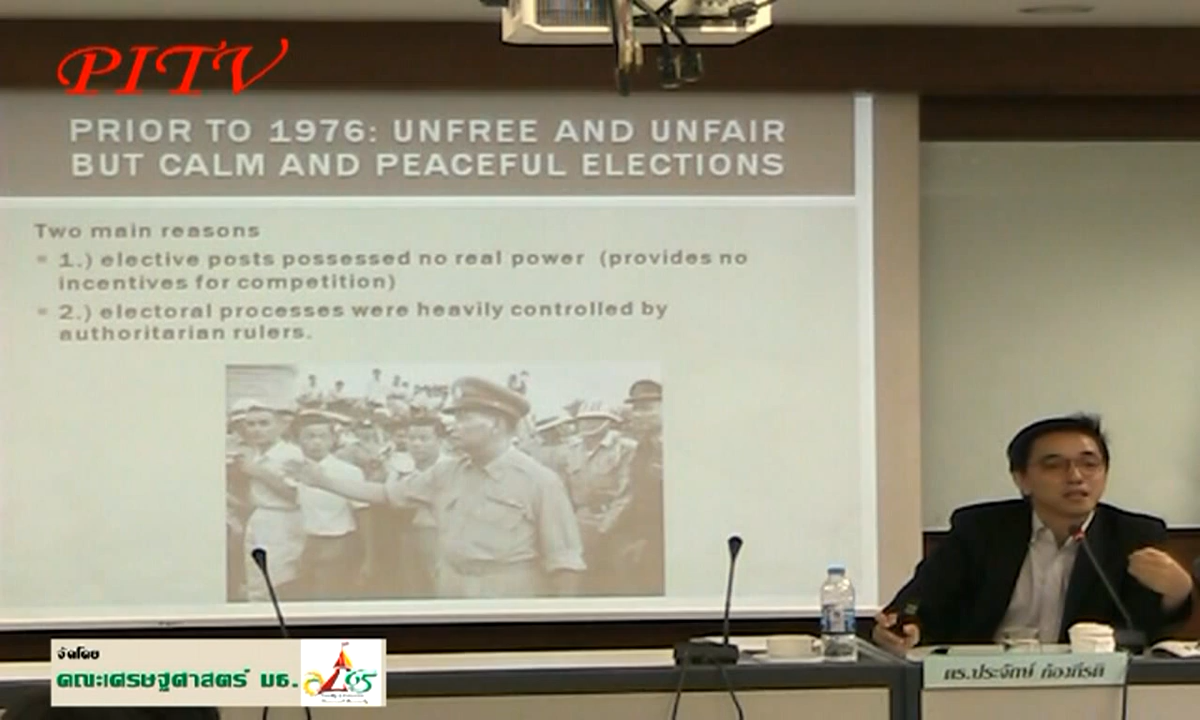 PITV
PRIOR TO 1976: UNFREE AND UNFAIR
BUT CALM AND PEACEFUL ELECTIONS
Two main reasons
1.) elective posts possessed no real power (provides no
incentives for competition)
2.) electoral processes were heavily controlled by
authoritarian rulers.
จัดโดย
คณะเศรษฐศาสตร์ มธ.
ดร.ประจักษ์ ก้องกีรติ